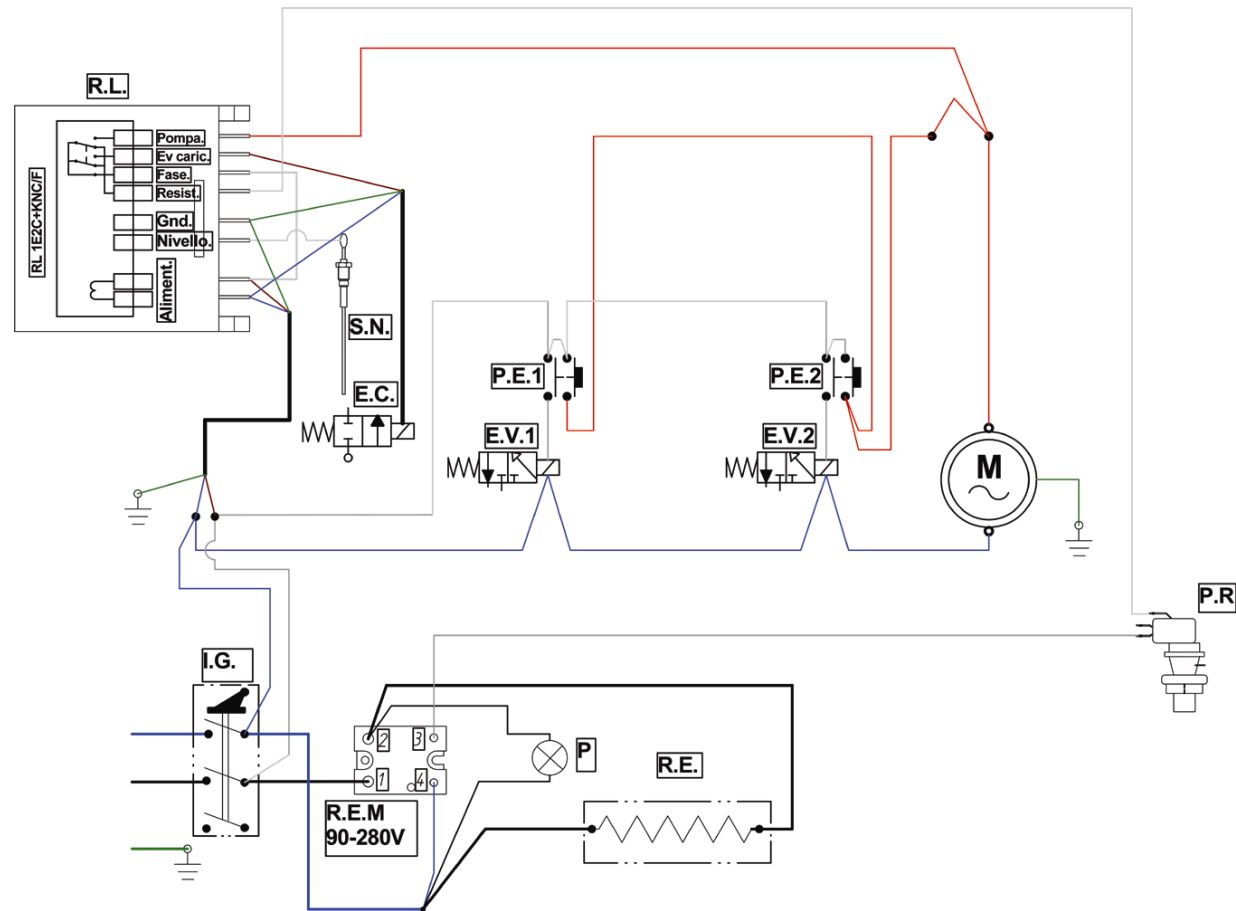 R.L.
RL 1E2C+KNC/F
Pompa.
Ev caric.
Fase.
Resist.
Gnd.
Nivello.
Aliment.
S.N.
E.C.
P.E.1
P.E.2
E.V.1
E.V.2
M
P.R
I.G.
2
3
1
4
P
R.E.
R.E.M
90-280V